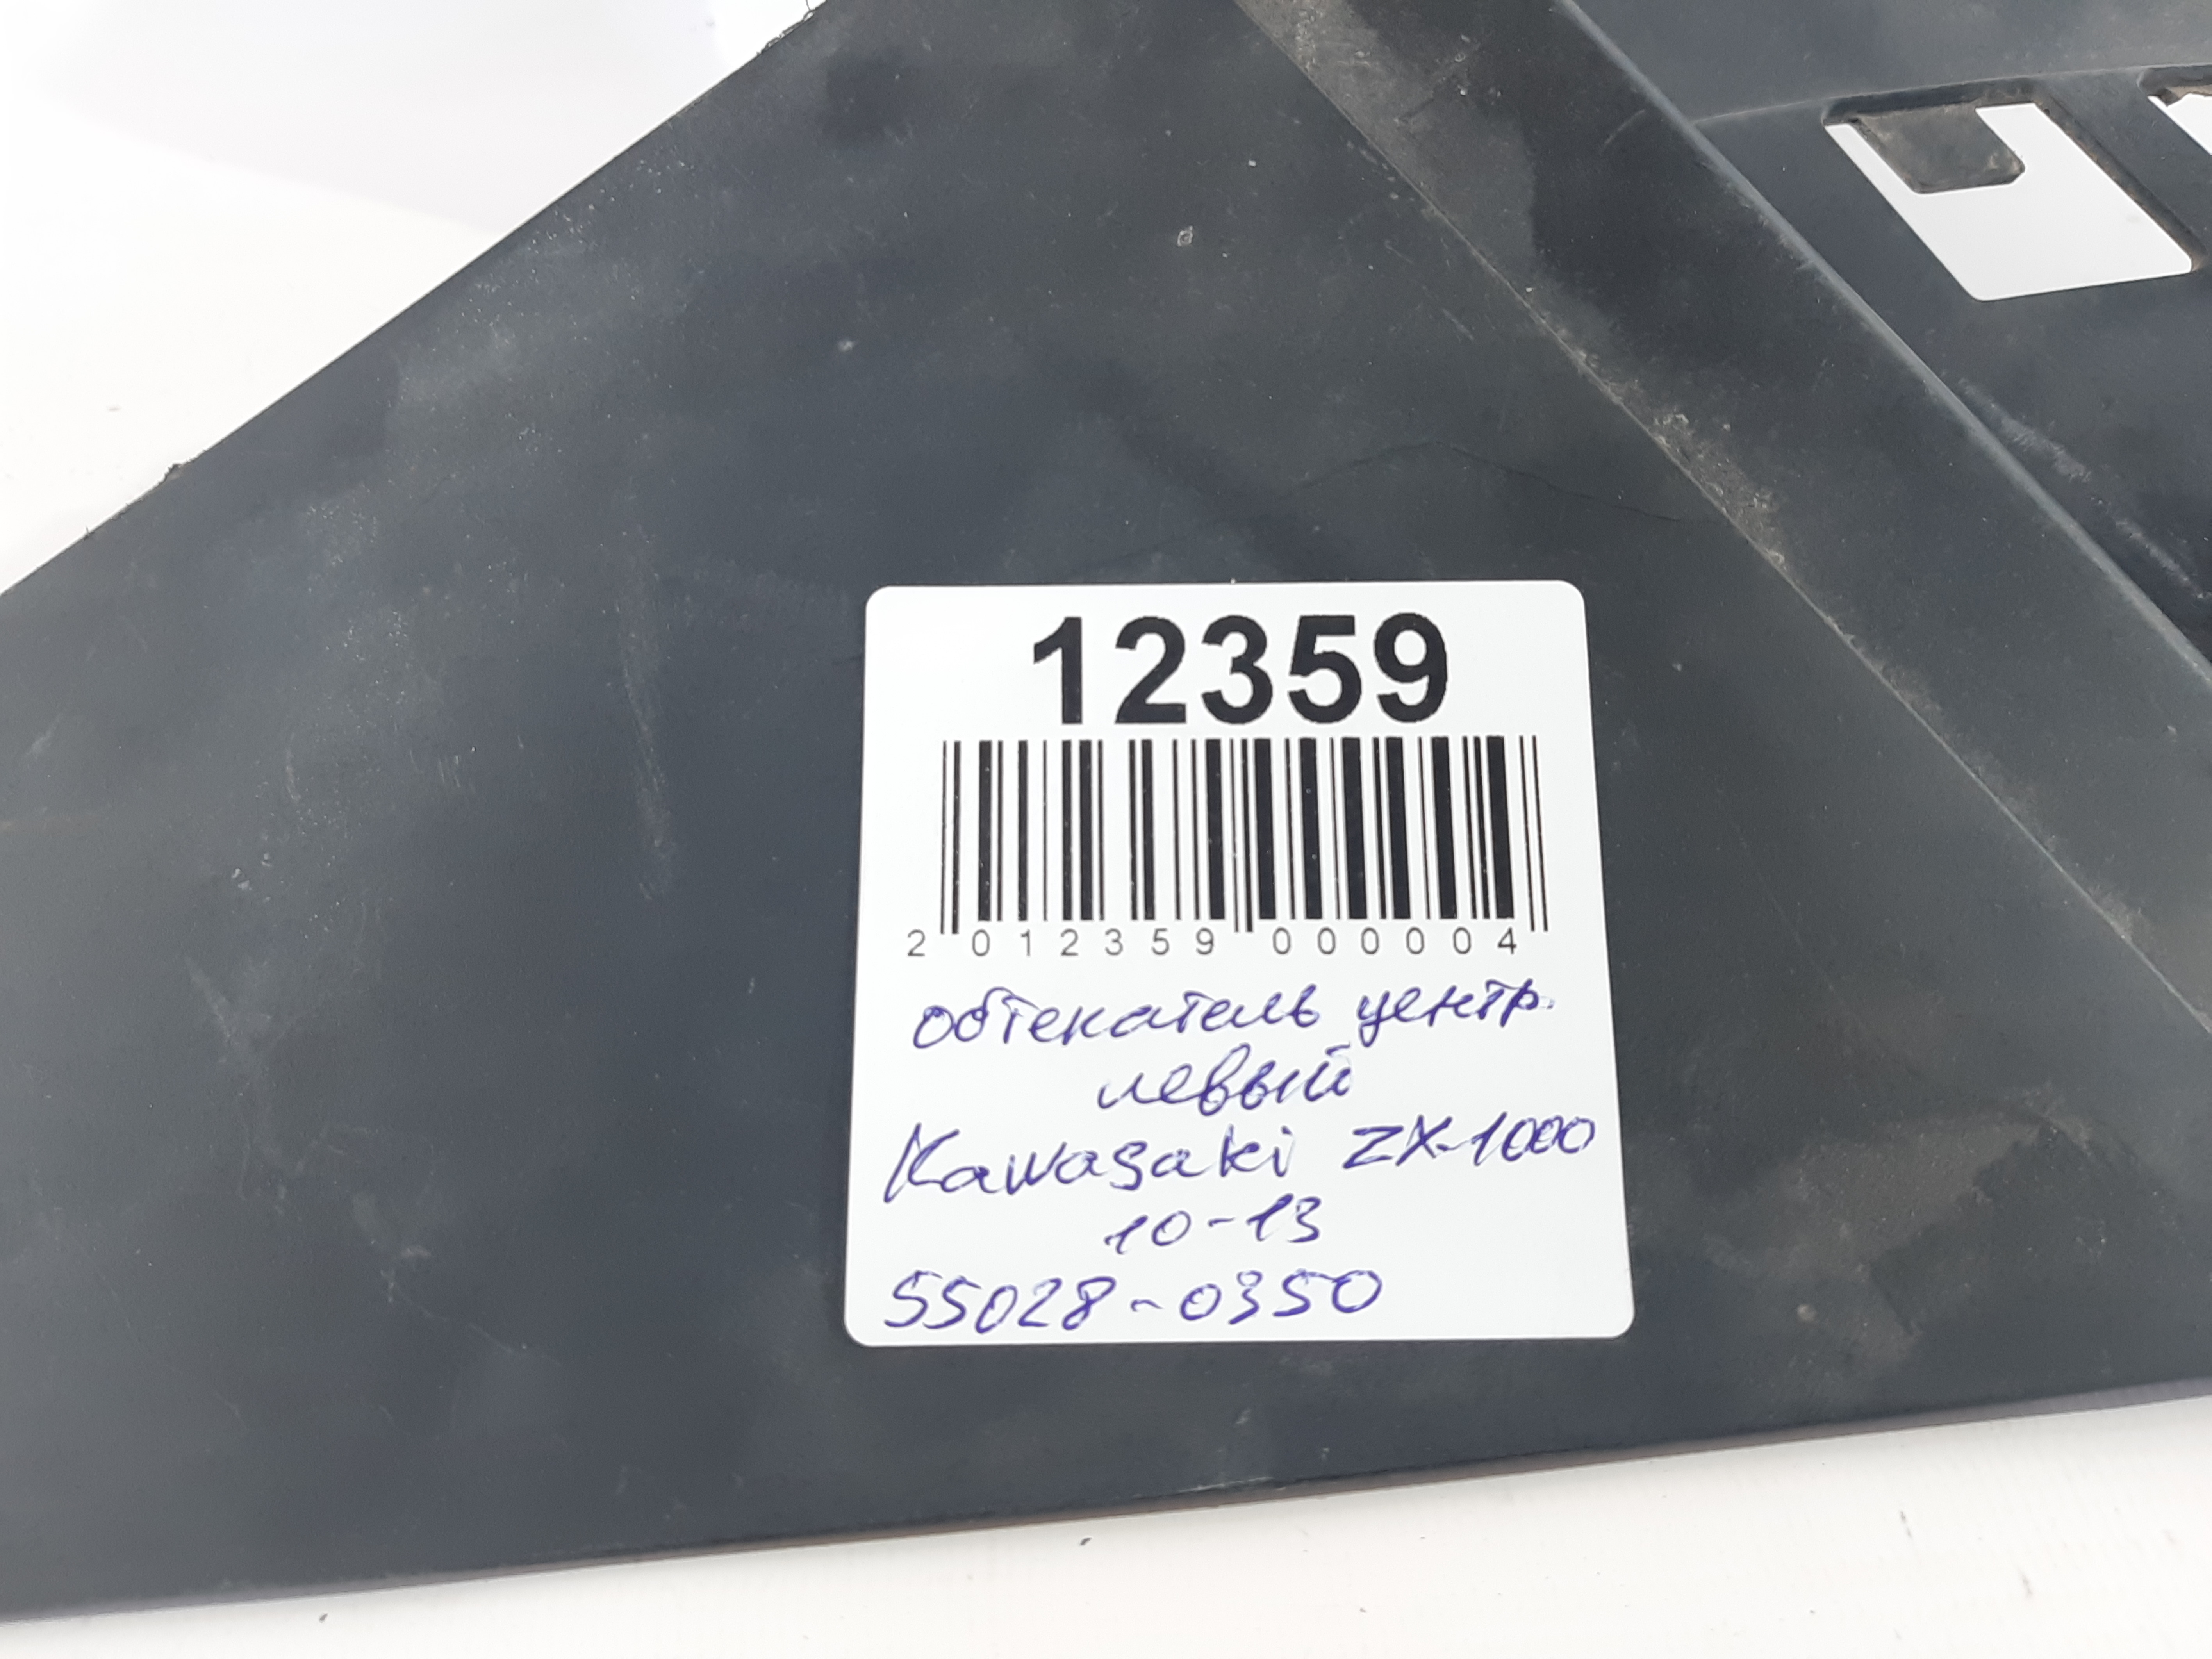 12359
2 012359 000004
обтекатель центр.
левый
Kawasaki ZX-1000
10-13
55028-0350